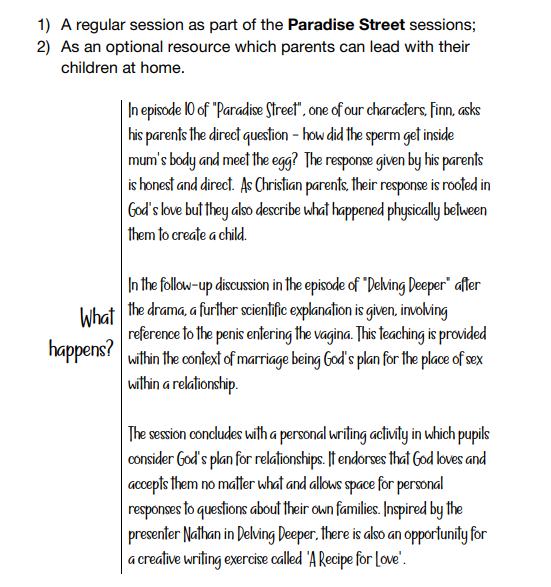 1) A regular session as part of the Paradise Street sessions;
2) As an optional resource which parents can lead with their
children at home.
In episode 10 of "Paradise Street", one of our characters, Finn, asks
his parents the direct question - how did the sperm get inside
mum's body and meet the egg? The response given by his parents
is honest and direct. As Christian parents, their response is rooted in
God's love but they also describe what happened physically between
them to create a child.
What
happens?
In the follow-up discussion in the episode of "Delving Deeper" after
the drama, a further scientific explanation is given, involving
reference to the penis entering the vagina. This teaching is provided
within the context of marriage being God's plan for the place of sex
within a relationship.
The session concludes with a personal writing activity in which pupils
consider God's plan for relationships. It endorses that God loves and
accepts them no matter what and allows space for personal
responses to questions about their own families. Inspired by the
presenter Nathan in Delving Deeper, there is also an opportunity for
a creative writing exercise called 'A Recipe for Love'.